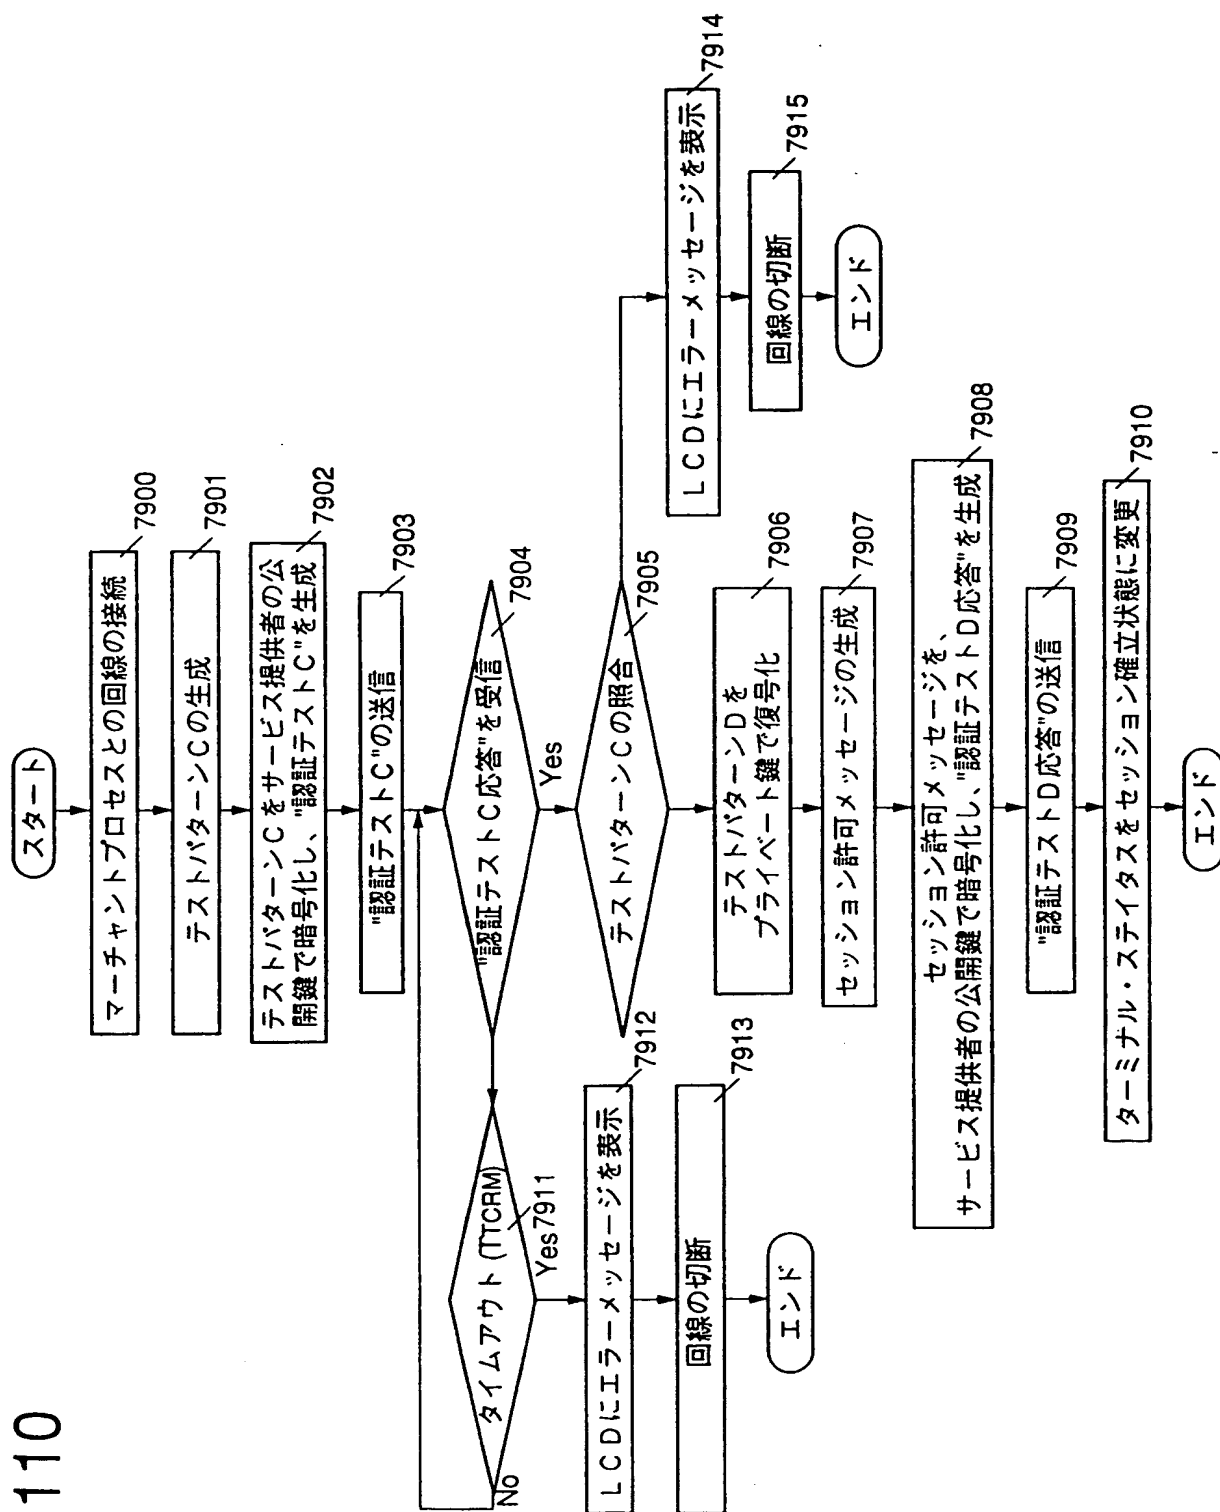 110
スタート
マーチャントプロセスとの回線の接続
7900
テストパターンCの生成
7901
テストパターンCをサービス提供者の公
開鍵で暗号化し、"認証テストC"を生成
7902
"認証テストC"の送信
7903
"認証テストC応答"を受信
7904
Yes
タイムアウト(TTCRM)
7911
Yes
No
LCDにエラーメッセージを表示
7912
回線の切断
7913
エンド
テストパターンCの照合
7905
LCDにエラーメッセージを表示
7914
回線の切断
7915
エンド
テストパターンDを
プライベート鍵で復号化
7906
セッション許可メッセージの生成
7907
セッション許可メッセージを、
サービス提供者の公開鍵で暗号化し、"認証テストD応答"を生成
7908
"認証テストD応答"の送信
7909
ターミナル・ステイタスをセッション確立状態に変更
7910
エンド